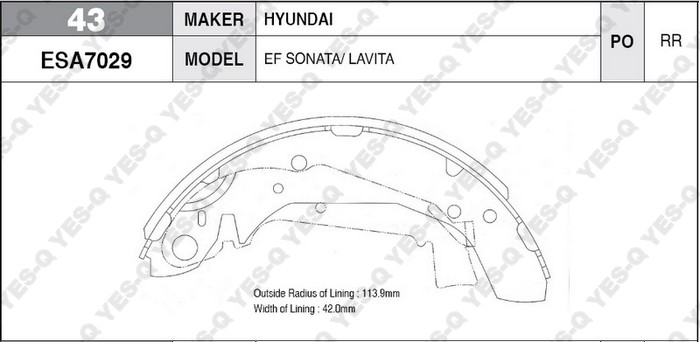 43
MAKER
HYUNDAI
PO
RR
ESA7029
MODEL
EF SONATA/ LAVITA
Outside Radius of Lining : 113.9mm
Width of Lining : 42.0mm
YES-Q YES-Q YES-Q YES-Q YES-Q